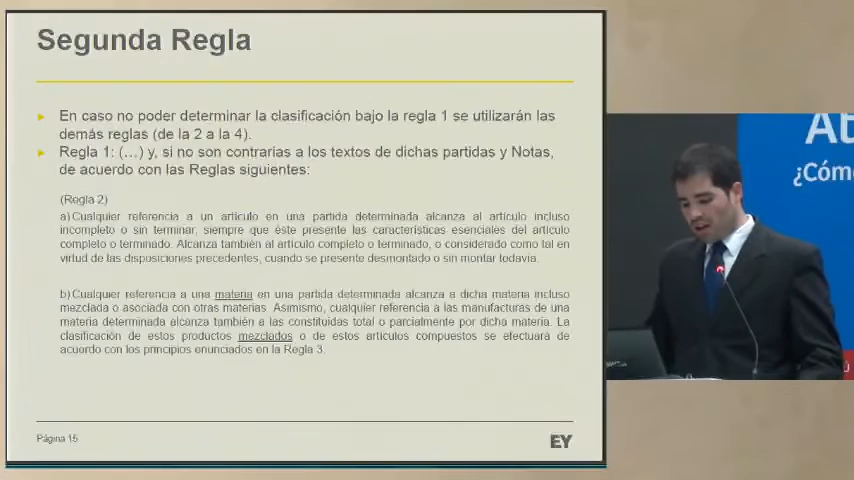 Segunda Regla
En caso no poder determinar la clasificación bajo la regla 1 se utilizarán las
demás reglas (de la 2 a la 4).
Regla 1: (...) y, si no son contrarias a los textos de dichas partidas y Notas,
de acuerdo con las Reglas siguientes:
(Regla 2)
a) Cualquier referencia a un artículo en una partida determinada alcanza al artículo incluso
incompleto o sin terminar, siempre que éste presente las características esenciales del artículo
completo o terminado. Alcanza también al artículo completo o terminado, o considerado como tal en
virtud de las disposiciones precedentes, cuando se presente desmontado o sin montar todavía.
b) Cualquier referencia a una materia en una partida determinada alcanza a dicha materia incluso
mezclada o asociada con otras materias. Asimismo, cualquier referencia a las manufacturas de una
materia determinada alcanza también a las constituidas total o parcialmente por dicha materia. La
clasificación de estos productos mezclados o de estos artículos compuestos se efectuará de
acuerdo con los principios enunciados en la Regla 3.
Página 15
EY
At
¿Cóm